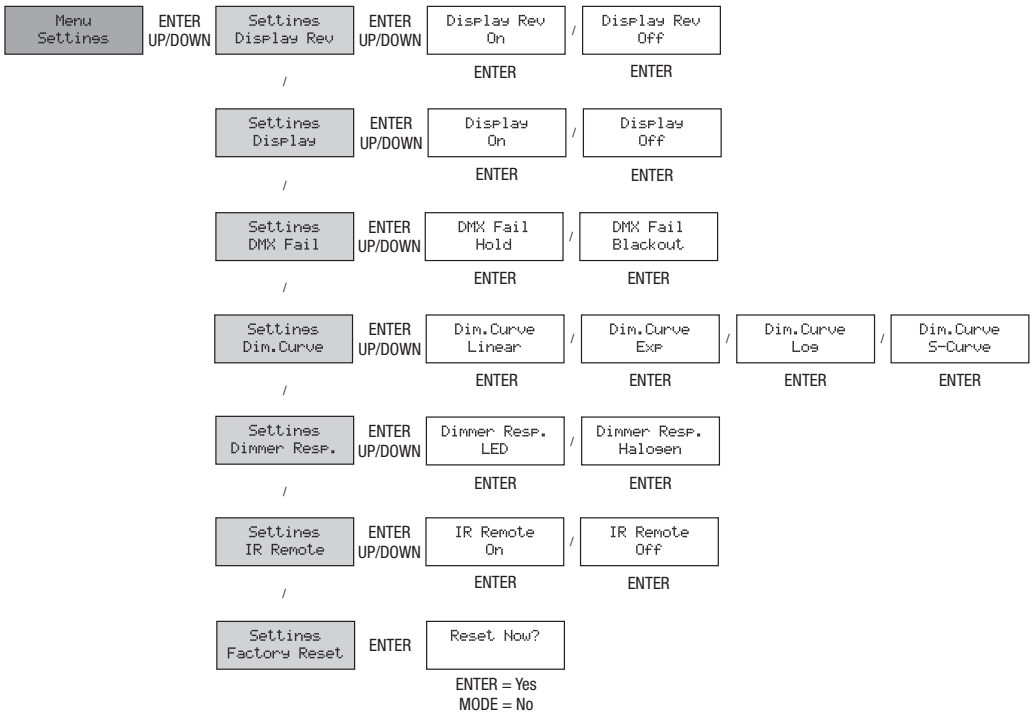 Menu
Settings
ENTER
UP/DOWN
Settings
Display Rev
ENTER
UP/DOWN
Display Rev
On
/
Display Rev
Off
ENTER
ENTER
/
Settings
Display
ENTER
UP/DOWN
Display
On
/
Display
Off
ENTER
ENTER
/
Settings
DMX Fail
ENTER
UP/DOWN
DMX Fail
Hold
/
DMX Fail
Blackout
ENTER
ENTER
/
Settings
Dim.Curve
ENTER
UP/DOWN
Dim.Curve
Linear
/
Dim.Curve
Exp
/
Dim.Curve
Log
/
Dim.Curve
S-Curve
ENTER
ENTER
ENTER
ENTER
/
Settings
Dimmer Resp.
ENTER
UP/DOWN
Dimmer Resp.
LED
/
Dimmer Resp.
Halogen
ENTER
ENTER
/
Settings
IR Remote
ENTER
UP/DOWN
IR Remote
On
/
IR Remote
Off
ENTER
ENTER
/
Settings
Factory Reset
ENTER
Reset Now?
ENTER = Yes
MODE = No